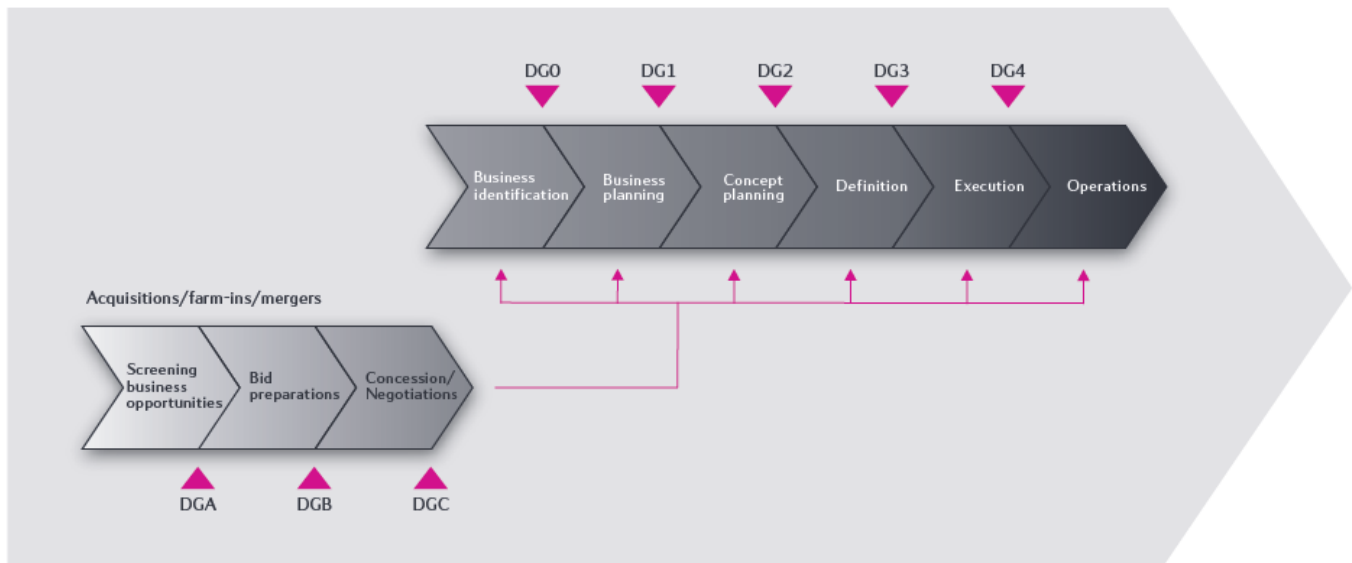 DG0
DG1
DG2
DG3
DG4
Business
identification
Business
planning
Concept
planning
Definition
Execution
Operations
Acquisitions/farm-ins/mergers
Screening
business
opportunities
Bid
preparations
Concession/
Negotiations
DGA
DGB
DGC